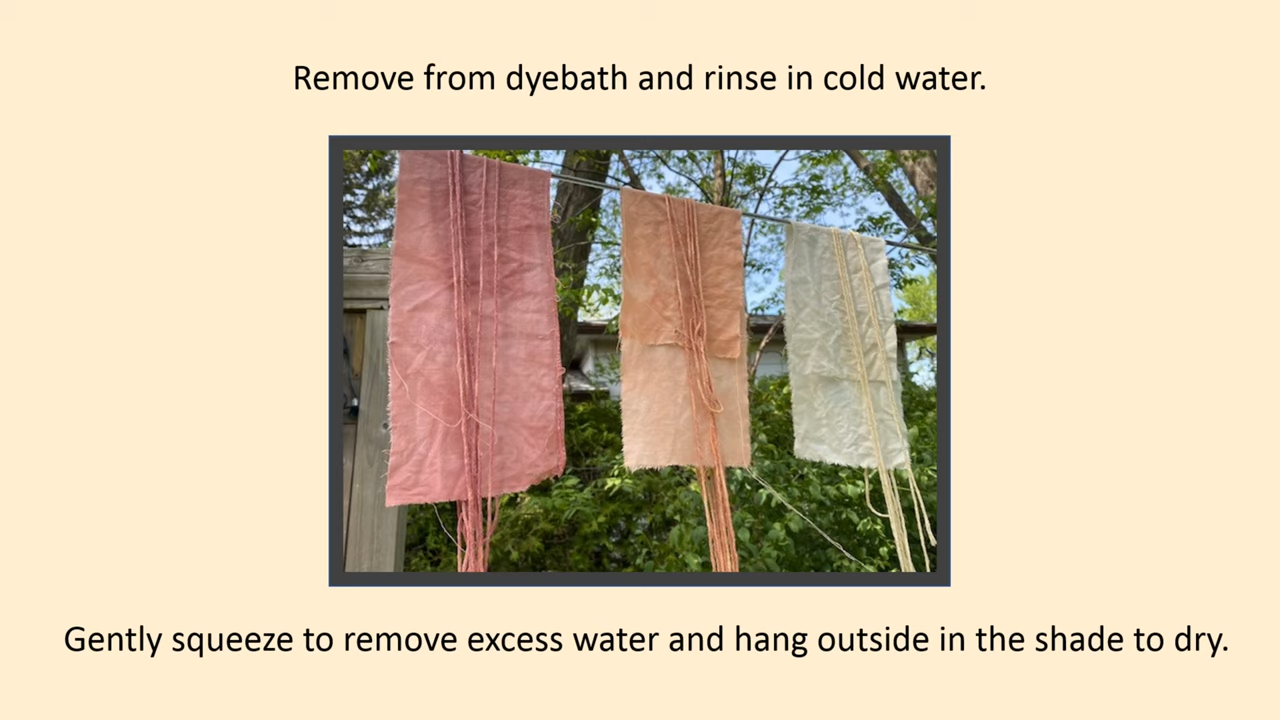 Remove from dyebath and rinse in cold water.
Gently squeeze to remove excess water and hang outside in the shade to dry.